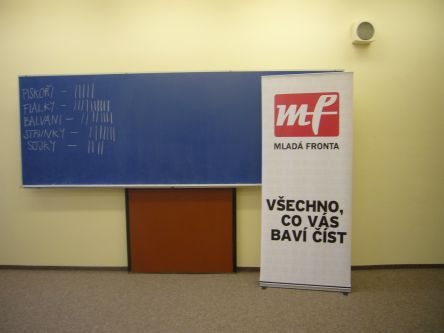 PISKOŘI –
FIALKY –
BALVANI –
STRUNKY –
SOJKY –
mf
MLADÁ FRONTA
VŠECHNO,
CO VÁS
BAVÍ ČÍST